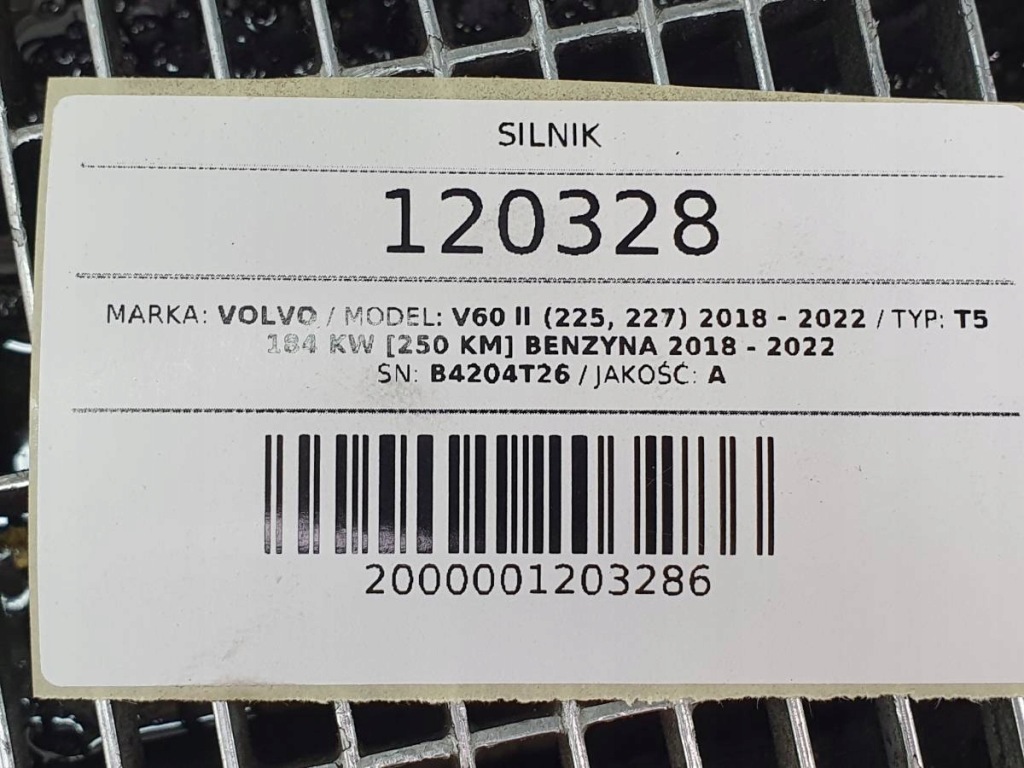 SILNIK
120328
MARKA: VOLVO / MODEL: V60 II (225, 227) 2018 - 2022 / TYP: T5
184 KW [250 KM] BENZYNA 2018 - 2022
SN: B4204T26 / JAKOŚĆ: A
2000001203286